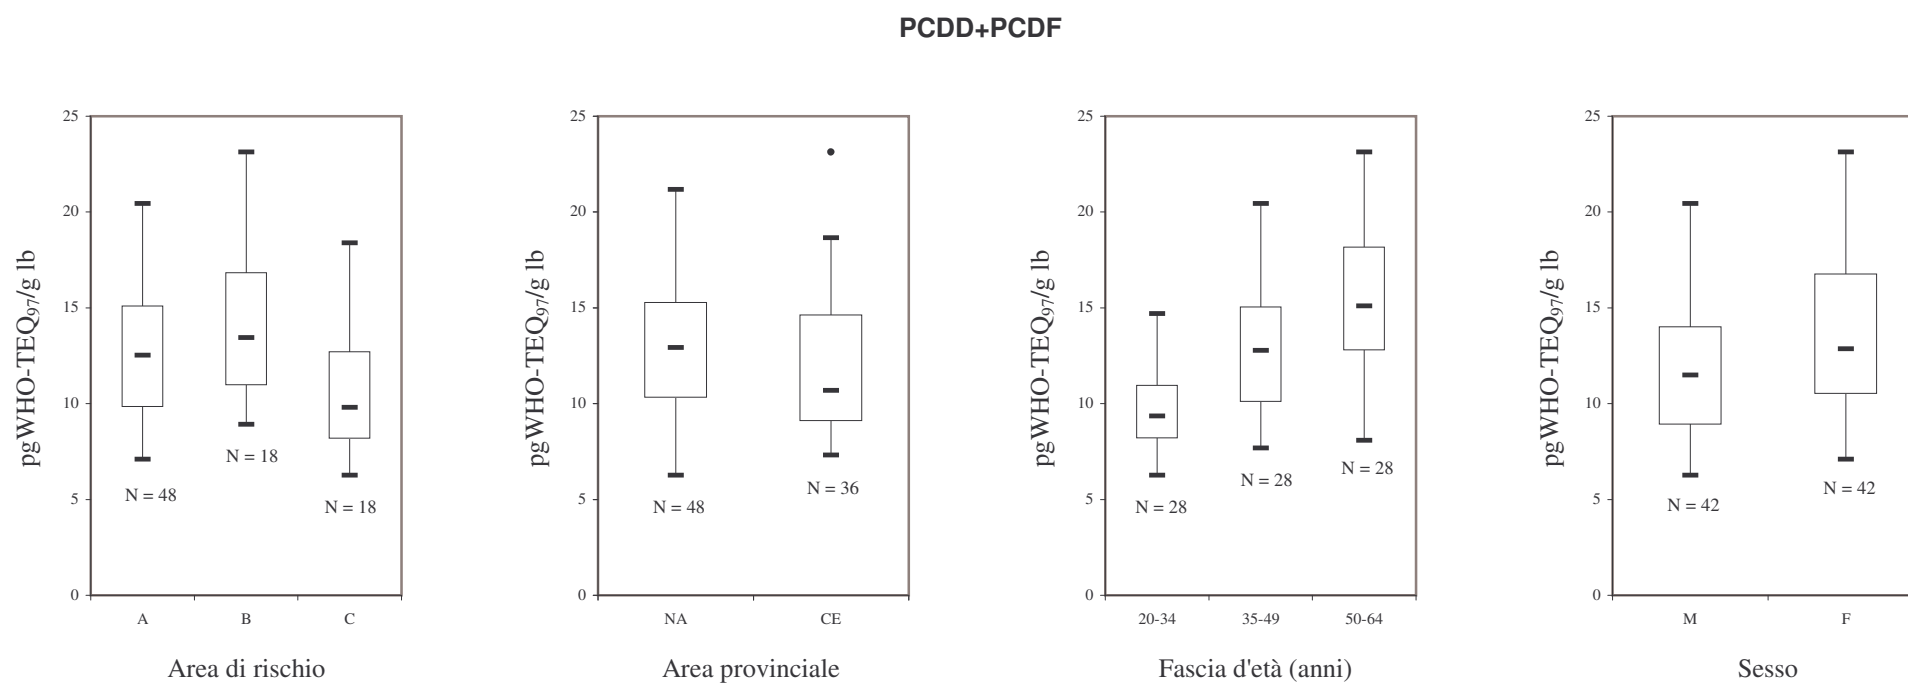 PCDD+PCDF
pgWHO-TEQ97/g lb
25
20
15
10
5
0
N = 48
N = 18
N = 18
A B C
Area di rischio
pgWHO-TEQ97/g lb
25
20
15
10
5
0
N = 48
N = 36
NA CE
Area provinciale
pgWHO-TEQ97/g lb
25
20
15
10
5
0
N = 28
N = 28
N = 28
20-34 35-49 50-64
Fascia d'età (anni)
pgWHO-TEQ97/g lb
25
20
15
10
5
0
N = 42
N = 42
M F
Sesso